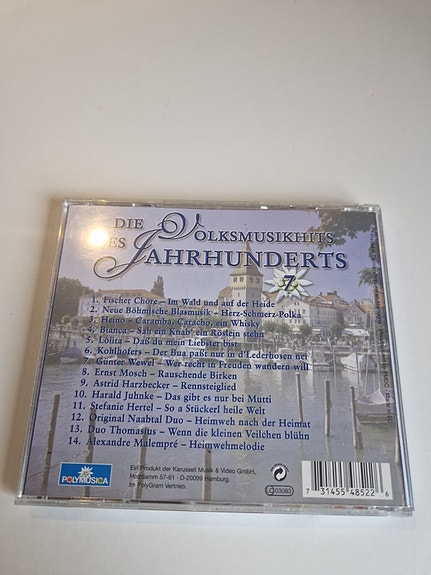 DIE VOLKSMUSIKHITS
DES JAHRHUNDERTS
7
1. Fischer Chöre – Im Wald und auf der Heide
2. Neue Böhmische Blasmusik – Herz-Schmerz-Polka
3. Heino – Caramba, Caracho, ein Whisky
4. Bianca – Sah ein Knab' ein Röslein stehn
5. Lolita – Daß du mein Liebster bist
6. Kohlhofers – Der Bua paßt nur in d'Lederhosen nei
7. Günter Wewel – Wer recht in Freuden wandern will
8. Ernst Mosch – Rauschende Birken
9. Astrid Harzbecker – Rennsteiglied
10. Harald Juhnke – Das gibt es nur bei Mutti
11. Stefanie Hertel – So a Stückerl heile Welt
12. Original Naabtal Duo – Heimweh nach der Heimat
13. Duo Thomasius – Wenn die kleinen Veilchen blühn
14. Alexandre Malempré – Heimwehmelodie
POLYMUSICA
Ein Produkt der Karussell Musik & Video GmbH,
Holzdamm 57-61 · D-20099 Hamburg.
Im PolyGram Vertrieb.
LC 03083
7 31455 48522 6